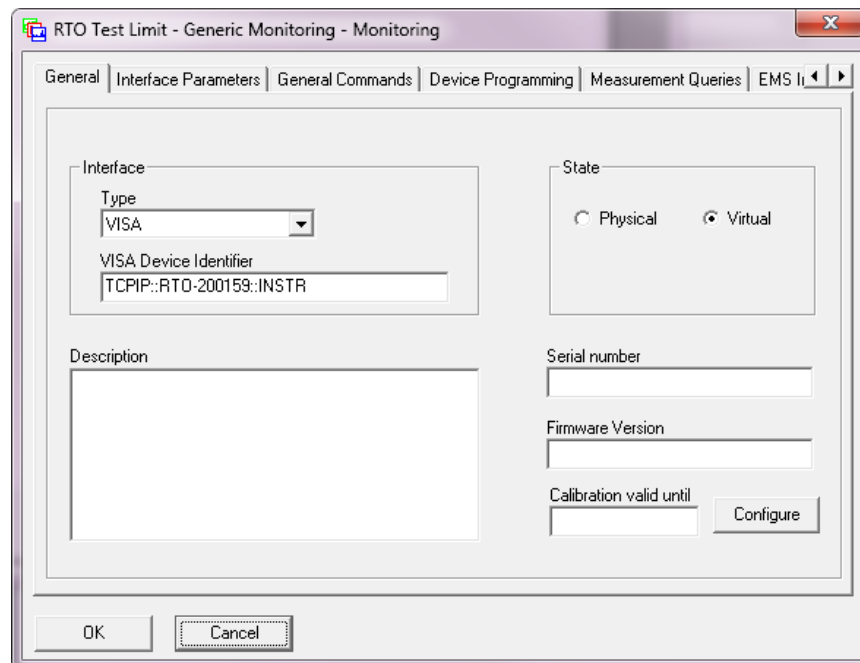 RTO Test Limit - Generic Monitoring - Monitoring
General
Interface Parameters
General Commands
Device Programming
Measurement Queries
EMS
Interface
Type
VISA
VISA Device Identifier
TCPIP::RTO-200159::INSTR
State
Physical
Virtual
Description
Serial number
Firmware Version
Calibration valid until
Configure
OK
Cancel